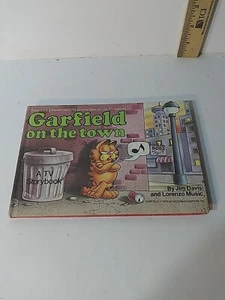 Garfield
on the town
A TV
Storybook
By Jim Davis
and Lorenzo Music